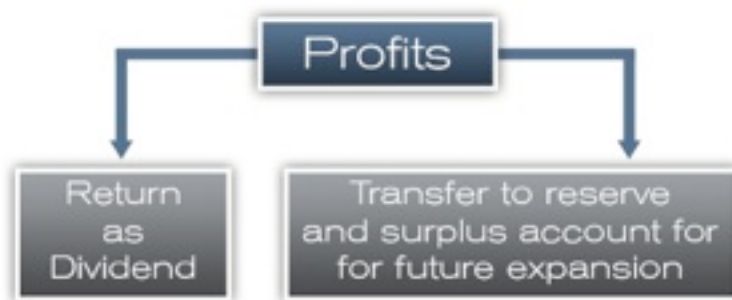 Profits
Return
as
Dividend
Transfer to reserve
and surplus account for
for future expansion